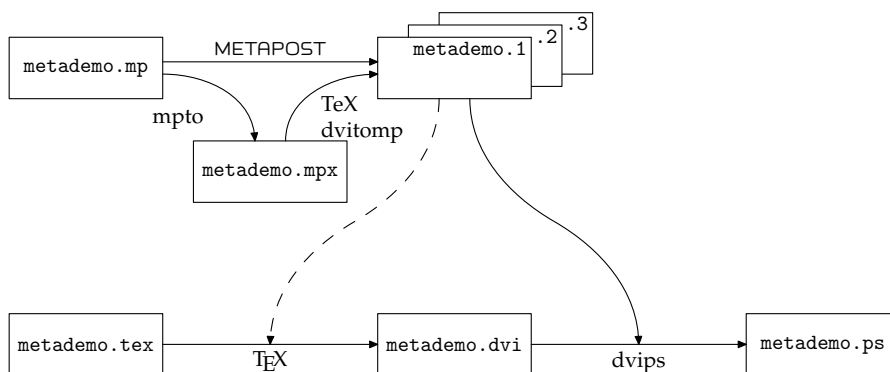 .3
.2
METAPOST
metademo.1
metademo.mp
TeX
mpto
dvitomp
metademo.mpx
metademo.tex
metademo.dvi
metademo.ps
TEX
dvips